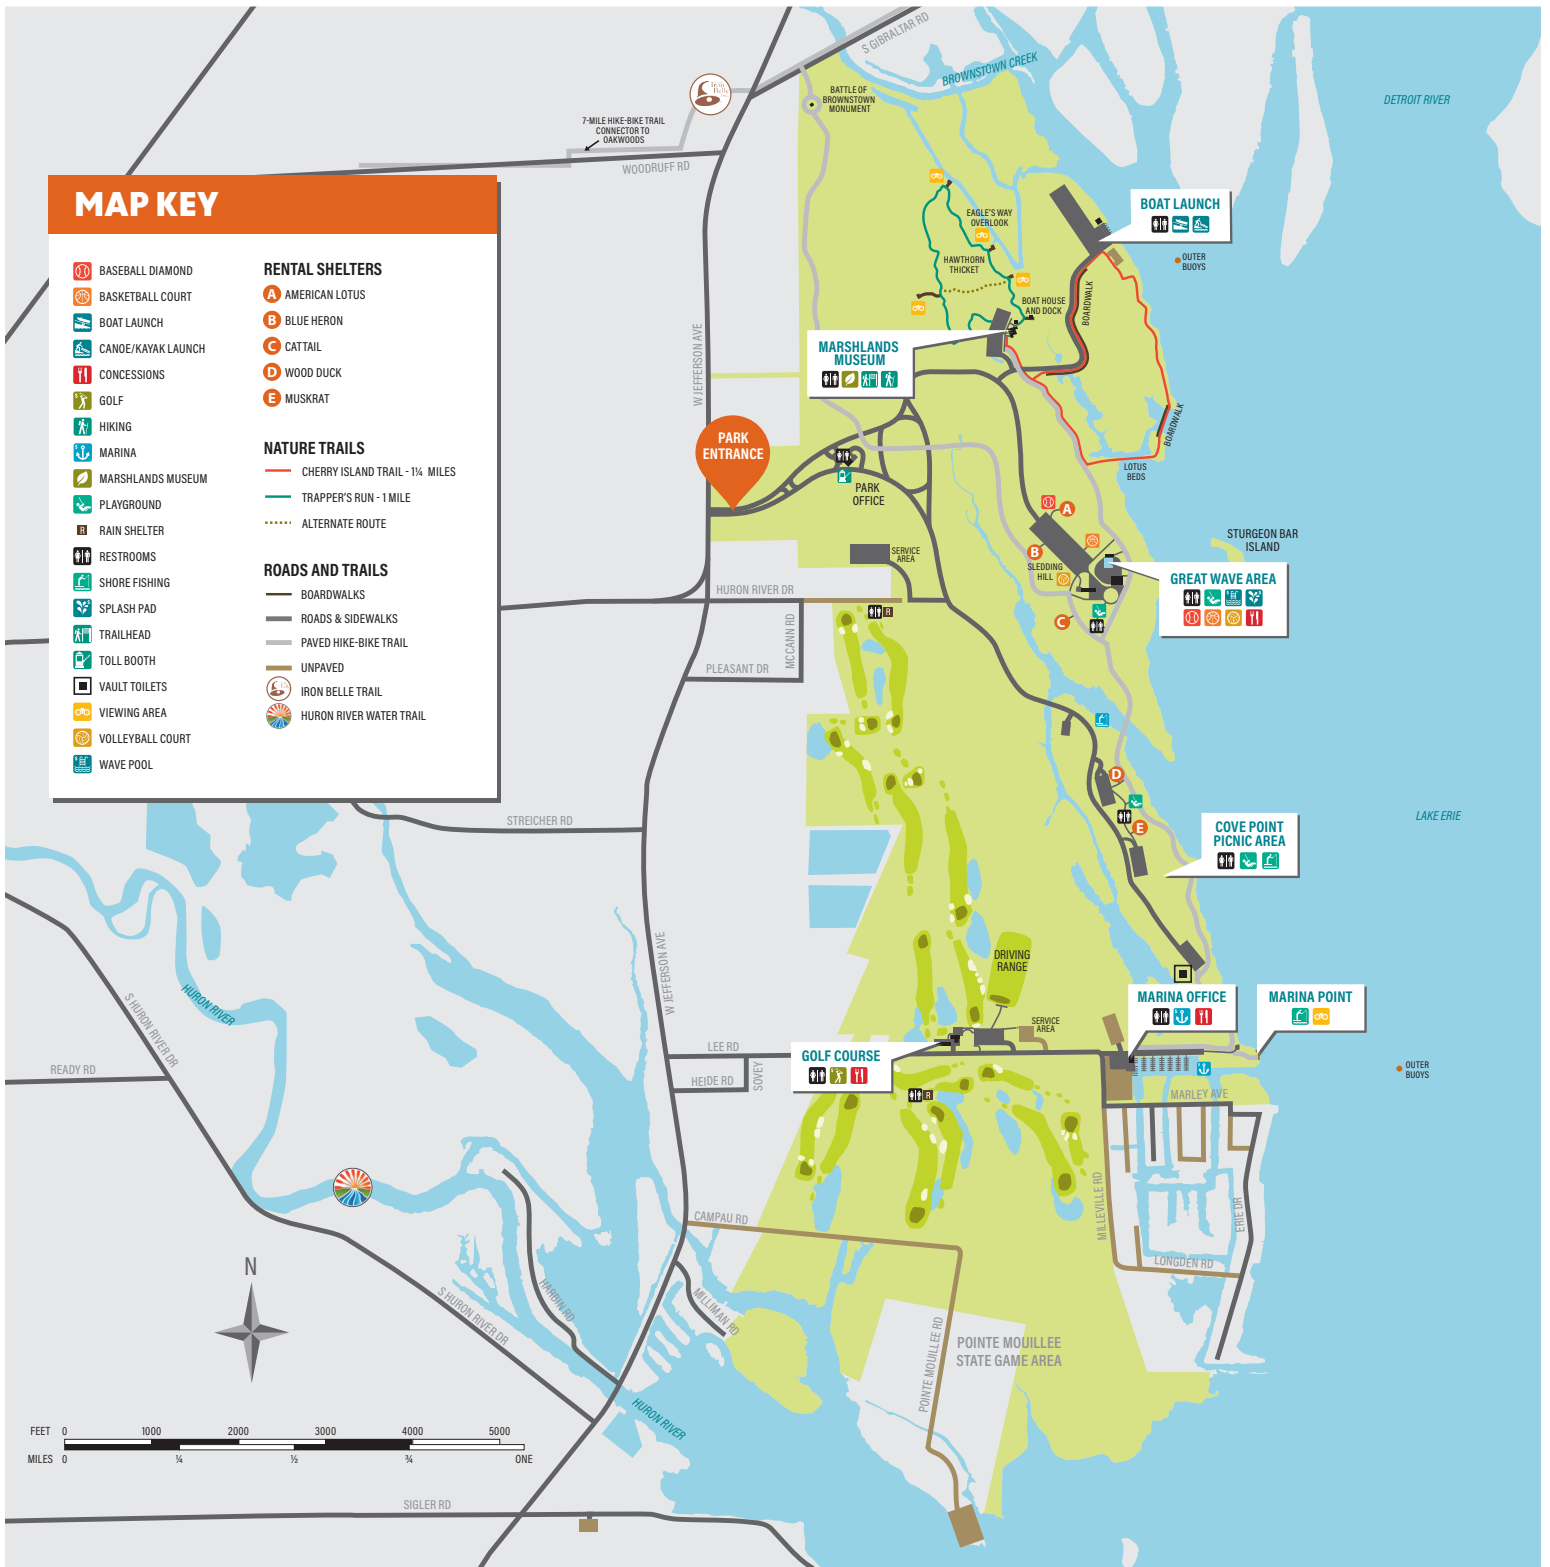 S GIBRALTAR RD
BROWNSTOWN CREEK
DETROIT RIVER
BATTLE OF
BROWNSTOWN
MONUMENT
7-MILE HIKE-BIKE TRAIL
CONNECTOR TO
OAKWOODS
WOODRUFF RD
MAP KEY
BASEBALL DIAMOND
BASKETBALL COURT
BOAT LAUNCH
CANOE/KAYAK LAUNCH
CONCESSIONS
GOLF
HIKING
MARINA
MARSHLANDS MUSEUM
PLAYGROUND
R RAIN SHELTER
RESTROOMS
SHORE FISHING
SPLASH PAD
TRAILHEAD
TOLL BOOTH
VAULT TOILETS
VIEWING AREA
VOLLEYBALL COURT
WAVE POOL
RENTAL SHELTERS
A AMERICAN LOTUS
B BLUE HERON
C CATTAIL
D WOOD DUCK
E MUSKRAT
NATURE TRAILS
CHERRY ISLAND TRAIL - 1¼ MILES
TRAPPER'S RUN - 1 MILE
ALTERNATE ROUTE
ROADS AND TRAILS
BOARDWALKS
ROADS & SIDEWALKS
PAVED HIKE-BIKE TRAIL
UNPAVED
IRON BELLE TRAIL
HURON RIVER WATER TRAIL
EAGLE'S WAY
OVERLOOK
HAWTHORN
THICKET
BOAT HOUSE
AND DOCK
BOAT LAUNCH
OUTER
BUOYS
BOARDWALK
BOARDWALK
LOTUS
BEDS
MARSHLANDS
MUSEUM
W JEFFERSON AVE
PARK
ENTRANCE
PARK
OFFICE
SERVICE
AREA
A
B
SLEDDING
HILL
C
STURGEON BAR
ISLAND
GREAT WAVE AREA
HURON RIVER DR
MCCANN RD
PLEASANT DR
R
D
E
LAKE ERIE
COVE POINT
PICNIC AREA
STREICHER RD
W JEFFERSON AVE
HURON RIVER
S HURON RIVER DR
READY RD
DRIVING
RANGE
SERVICE
AREA
MARINA OFFICE
MARINA POINT
OUTER
BUOYS
LEE RD
HEIDE RD
SOVEY
GOLF COURSE
R
MARLEY AVE
MILLEVILLE RD
ERIE DR
LONGDEN RD
CAMPAU RD
N
HARBIN RD
S HURON RIVER DR
MILLIMAN RD
POINTE MOUILLEE RD
POINTE MOUILLEE
STATE GAME AREA
HURON RIVER
FEET 0 1000 2000 3000 4000 5000
MILES 0 ¼ ½ ¾ ONE
SIGLER RD